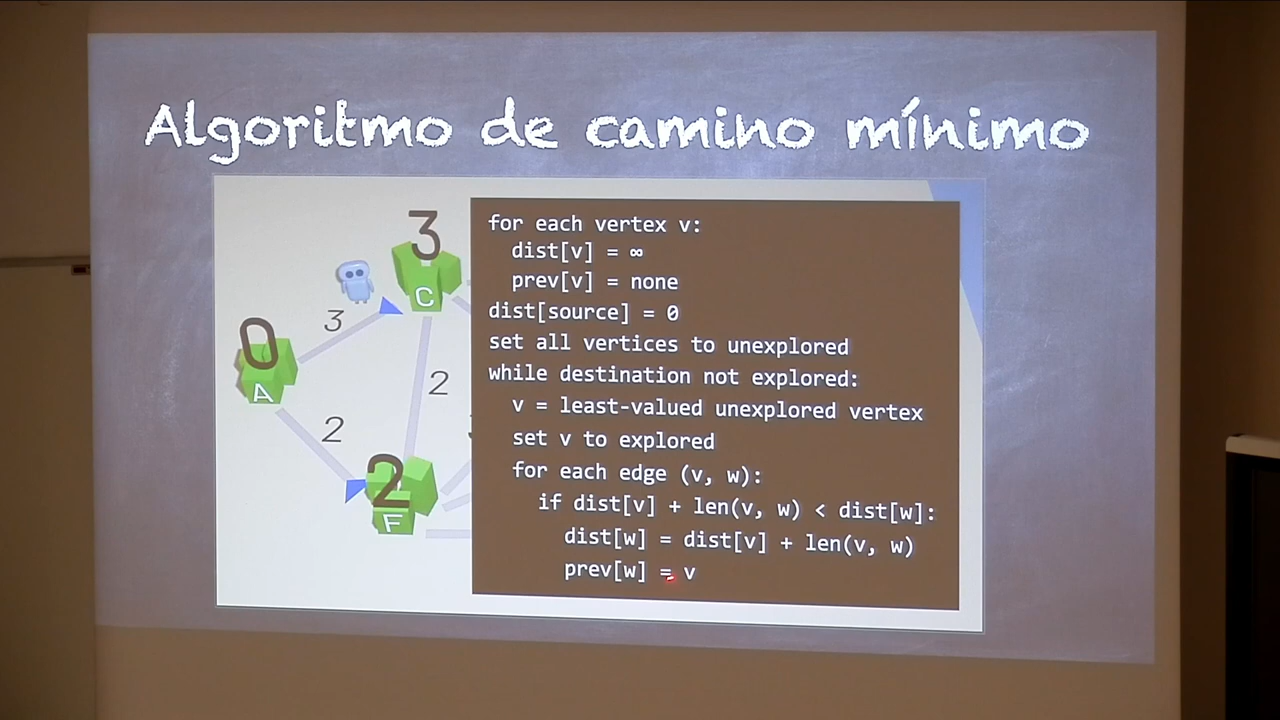 Algoritmo de camino mínimo
3
C
3
0
A
2
2
2
F
for each vertex v:
dist[v] = ∞
prev[v] = none
dist[source] = 0
set all vertices to unexplored
while destination not explored:
v = least-valued unexplored vertex
set v to explored
for each edge (v, w):
if dist[v] + len(v, w) < dist[w]:
dist[w] = dist[v] + len(v, w)
prev[w] = v